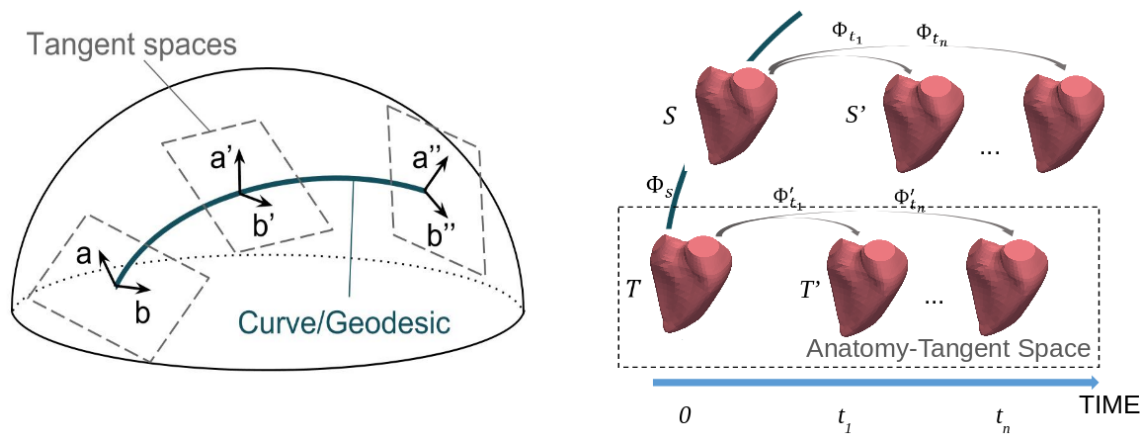 Tangent spaces
a'
a''
b'
b''
a
b
Curve/Geodesic
Φt₁
Φtₙ
S
S'
...
Φₛ
Φ't₁
Φ'tₙ
T
T'
...
Anatomy-Tangent Space
TIME
0
t₁
tₙ